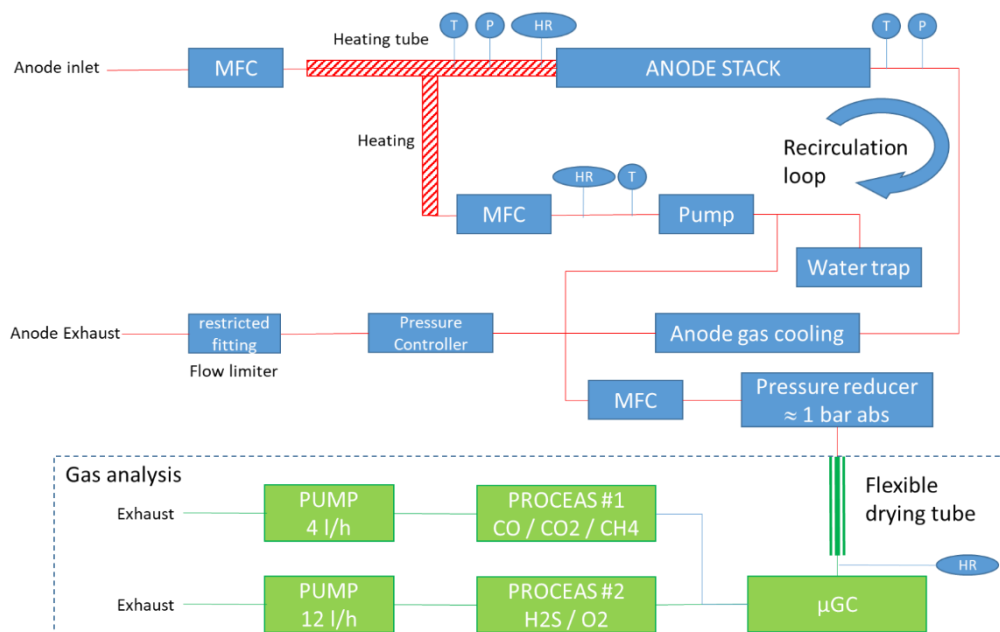 T
P
HR
T
P
Heating tube
Anode inlet
MFC
ANODE STACK
Heating
Recirculation
loop
HR
T
MFC
Pump
Water trap
Anode Exhaust
restricted
fitting
Pressure
Controller
Anode gas cooling
Flow limiter
MFC
Pressure reducer
≈ 1 bar abs
Gas analysis
Flexible
drying tube
Exhaust
PUMP
4 l/h
PROCEAS #1
CO / CO2 / CH4
HR
Exhaust
PUMP
12 l/h
PROCEAS #2
H2S / O2
µGC